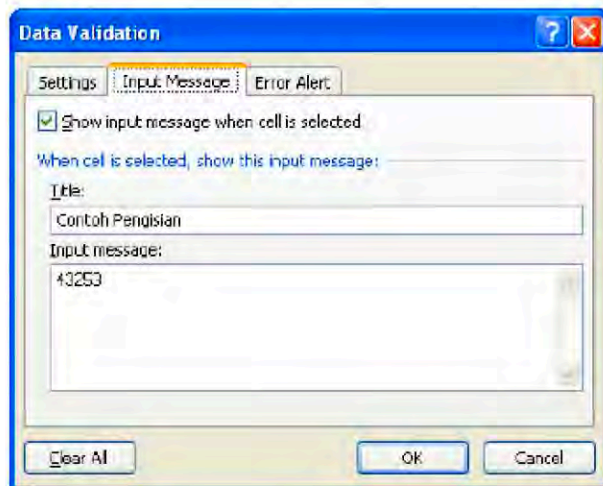 Data Validation
Settings Input Message Error Alert
Show input message when cell is selected
When cell is selected, show this input message:
Title:
Contoh Pengisian
Input message:
43253
Clear All OK Cancel